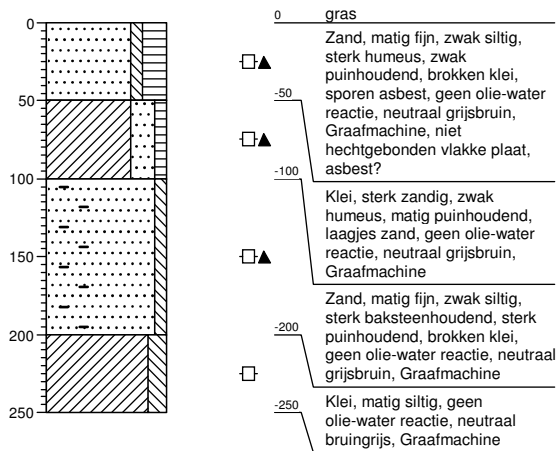 0
50
100
150
200
250
0
gras
Zand, matig fijn, zwak siltig,
sterk humeus, zwak
puinhoudend, brokken klei,
sporen asbest, geen olie-water
reactie, neutraal grijsbruin,
Graafmachine, niet
hechtgebonden vlakke plaat,
asbest?
-50
Klei, sterk zandig, zwak
humeus, matig puinhoudend,
laagjes zand, geen olie-water
reactie, neutraal grijsbruin,
Graafmachine
-100
Zand, matig fijn, zwak siltig,
sterk baksteenhoudend, sterk
puinhoudend, brokken klei,
geen olie-water reactie, neutraal
grijsbruin, Graafmachine
-200
Klei, matig siltig, geen
olie-water reactie, neutraal
bruingrijs, Graafmachine
-250